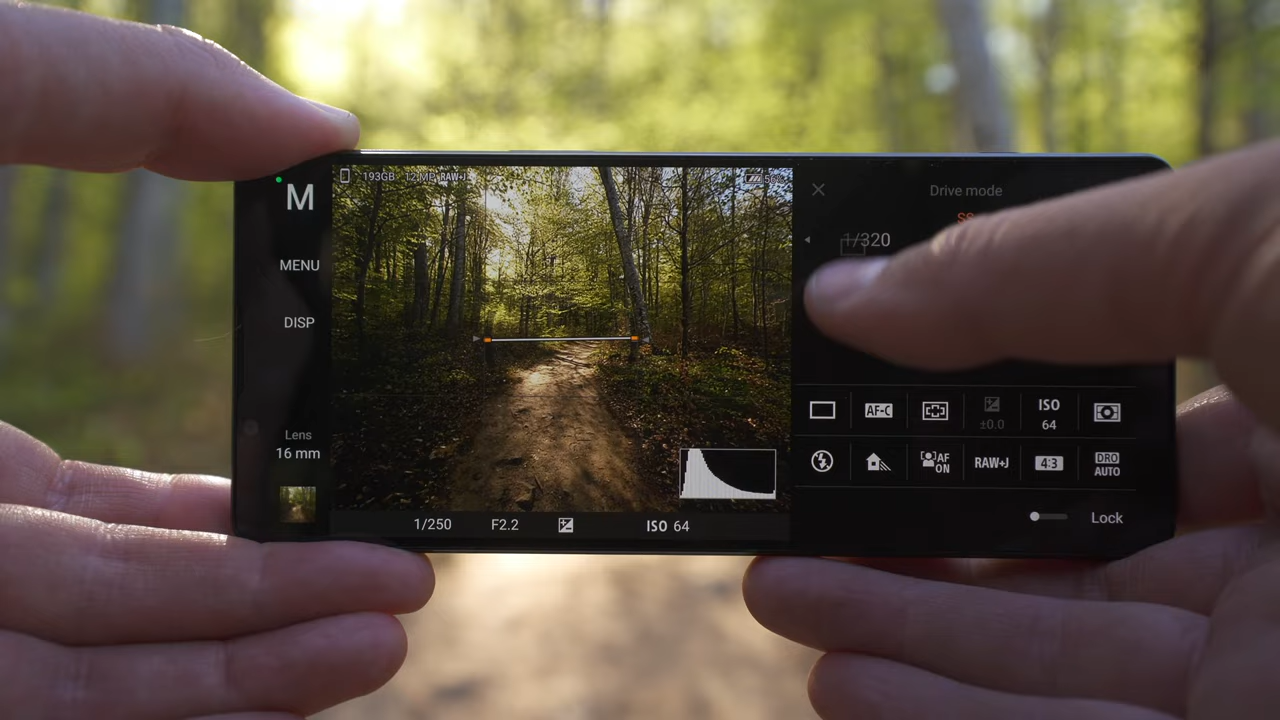 M
MENU
DISP
Lens
16 mm
193GB 12MP RAW+J
1/250 F2.2 ISO 64
Drive mode
SS
1/320
AF-C
±0.0
ISO
64
AF
ON
RAW+J
4:3
DRO
AUTO
Lock